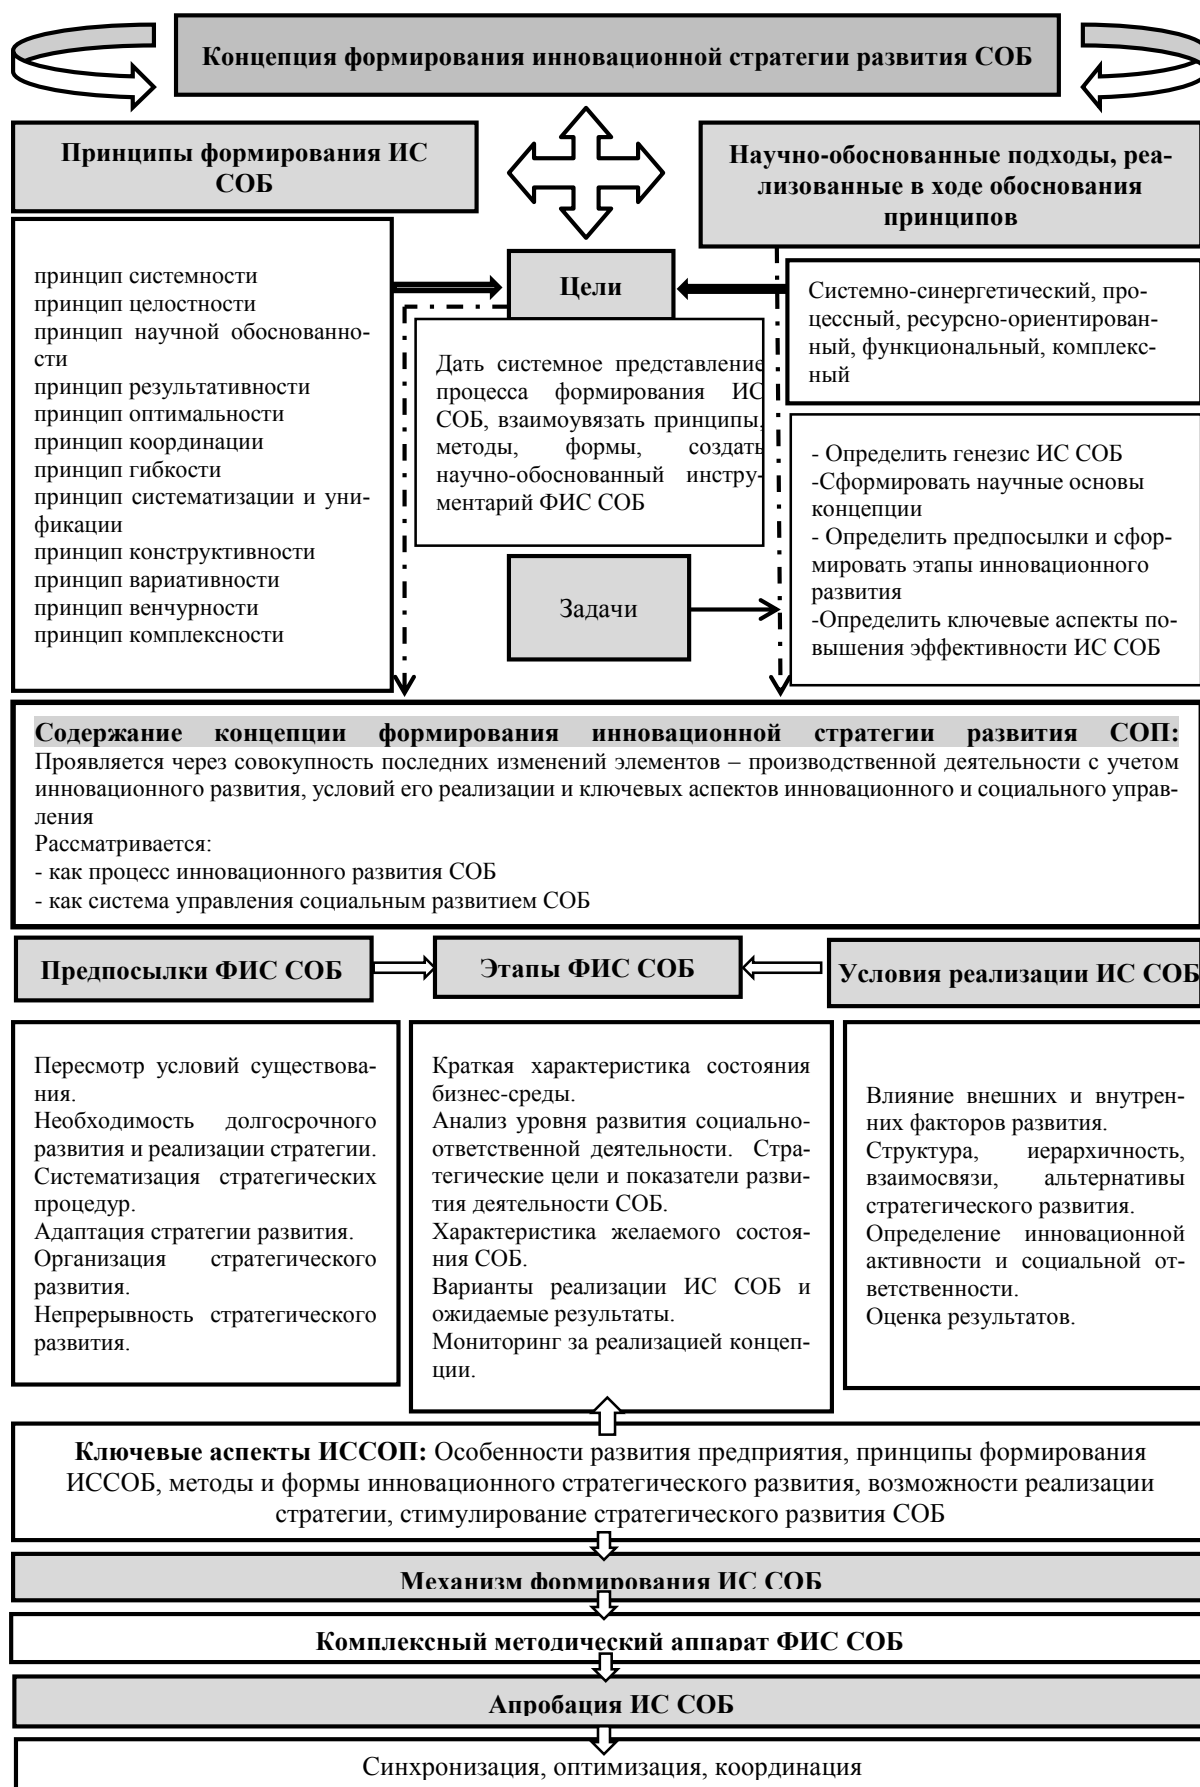 Концепция формирования инновационной стратегии развития СОБ
Принципы формирования ИС
СОБ
Научно-обоснованные подходы, реа-
лизованные в ходе обоснования
принципов
принцип системности
принцип целостности
принцип научной обоснованно-
сти
принцип результативности
принцип оптимальности
принцип координации
принцип гибкости
принцип систематизации и уни-
фикации
принцип конструктивности
принцип вариативности
принцип венчурности
принцип комплексности
Цели
Дать системное представление
процесса формирования ИС
СОБ, взаимоувязать принципы,
методы, формы, создать
научно-обоснованный инстру-
ментарий ФИС СОБ
Задачи
Системно-синергетический, про-
цессный, ресурсно-ориентирован-
ный, функциональный, комплекс-
ный
- Определить генезис ИС СОБ
-Сформировать научные основы
концепции
- Определить предпосылки и сфор-
мировать этапы инновационного
развития
-Определить ключевые аспекты по-
вышения эффективности ИС СОБ
Содержание концепции формирования инновационной стратегии развития СОП:
Проявляется через совокупность последних изменений элементов – производственной деятельности с учетом
инновационного развития, условий его реализации и ключевых аспектов инновационного и социального управ-
ления
Рассматривается:
- как процесс инновационного развития СОБ
- как система управления социальным развитием СОБ
Предпосылки ФИС СОБ
Этапы ФИС СОБ
Условия реализации ИС СОБ
Пересмотр условий существова-
ния.
Необходимость долгосрочного
развития и реализации стратегии.
Систематизация стратегических
процедур.
Адаптация стратегии развития.
Организация стратегического
развития.
Непрерывность стратегического
развития.
Краткая характеристика состояния
бизнес-среды.
Анализ уровня развития социально-
ответственной деятельности. Стра-
тегические цели и показатели разви-
тия деятельности СОБ.
Характеристика желаемого состоя-
ния СОБ.
Варианты реализации ИС СОБ и
ожидаемые результаты.
Мониторинг за реализацией концеп-
ции.
Влияние внешних и внутрен-
них факторов развития.
Структура, иерархичность,
взаимосвязи, альтернативы
стратегического развития.
Определение инновационной
активности и социальной от-
ветственности.
Оценка результатов.
Ключевые аспекты ИССОП: Особенности развития предприятия, принципы формирования
ИССОБ, методы и формы инновационного стратегического развития, возможности реализации
стратегии, стимулирование стратегического развития СОБ
Механизм формирования ИС СОБ
Комплексный методический аппарат ФИС СОБ
Апробация ИС СОБ
Синхронизация, оптимизация, координация